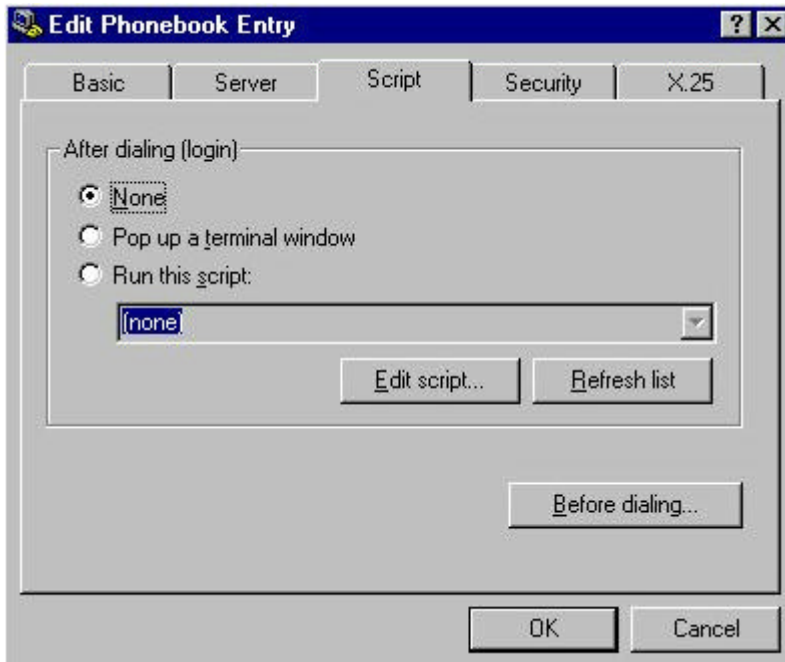 Edit Phonebook Entry
Basic Server Script Security X.25
After dialing (login)
None
Pop up a terminal window
Run this script:
(none)
Edit script... Refresh list
Before dialing...
OK Cancel